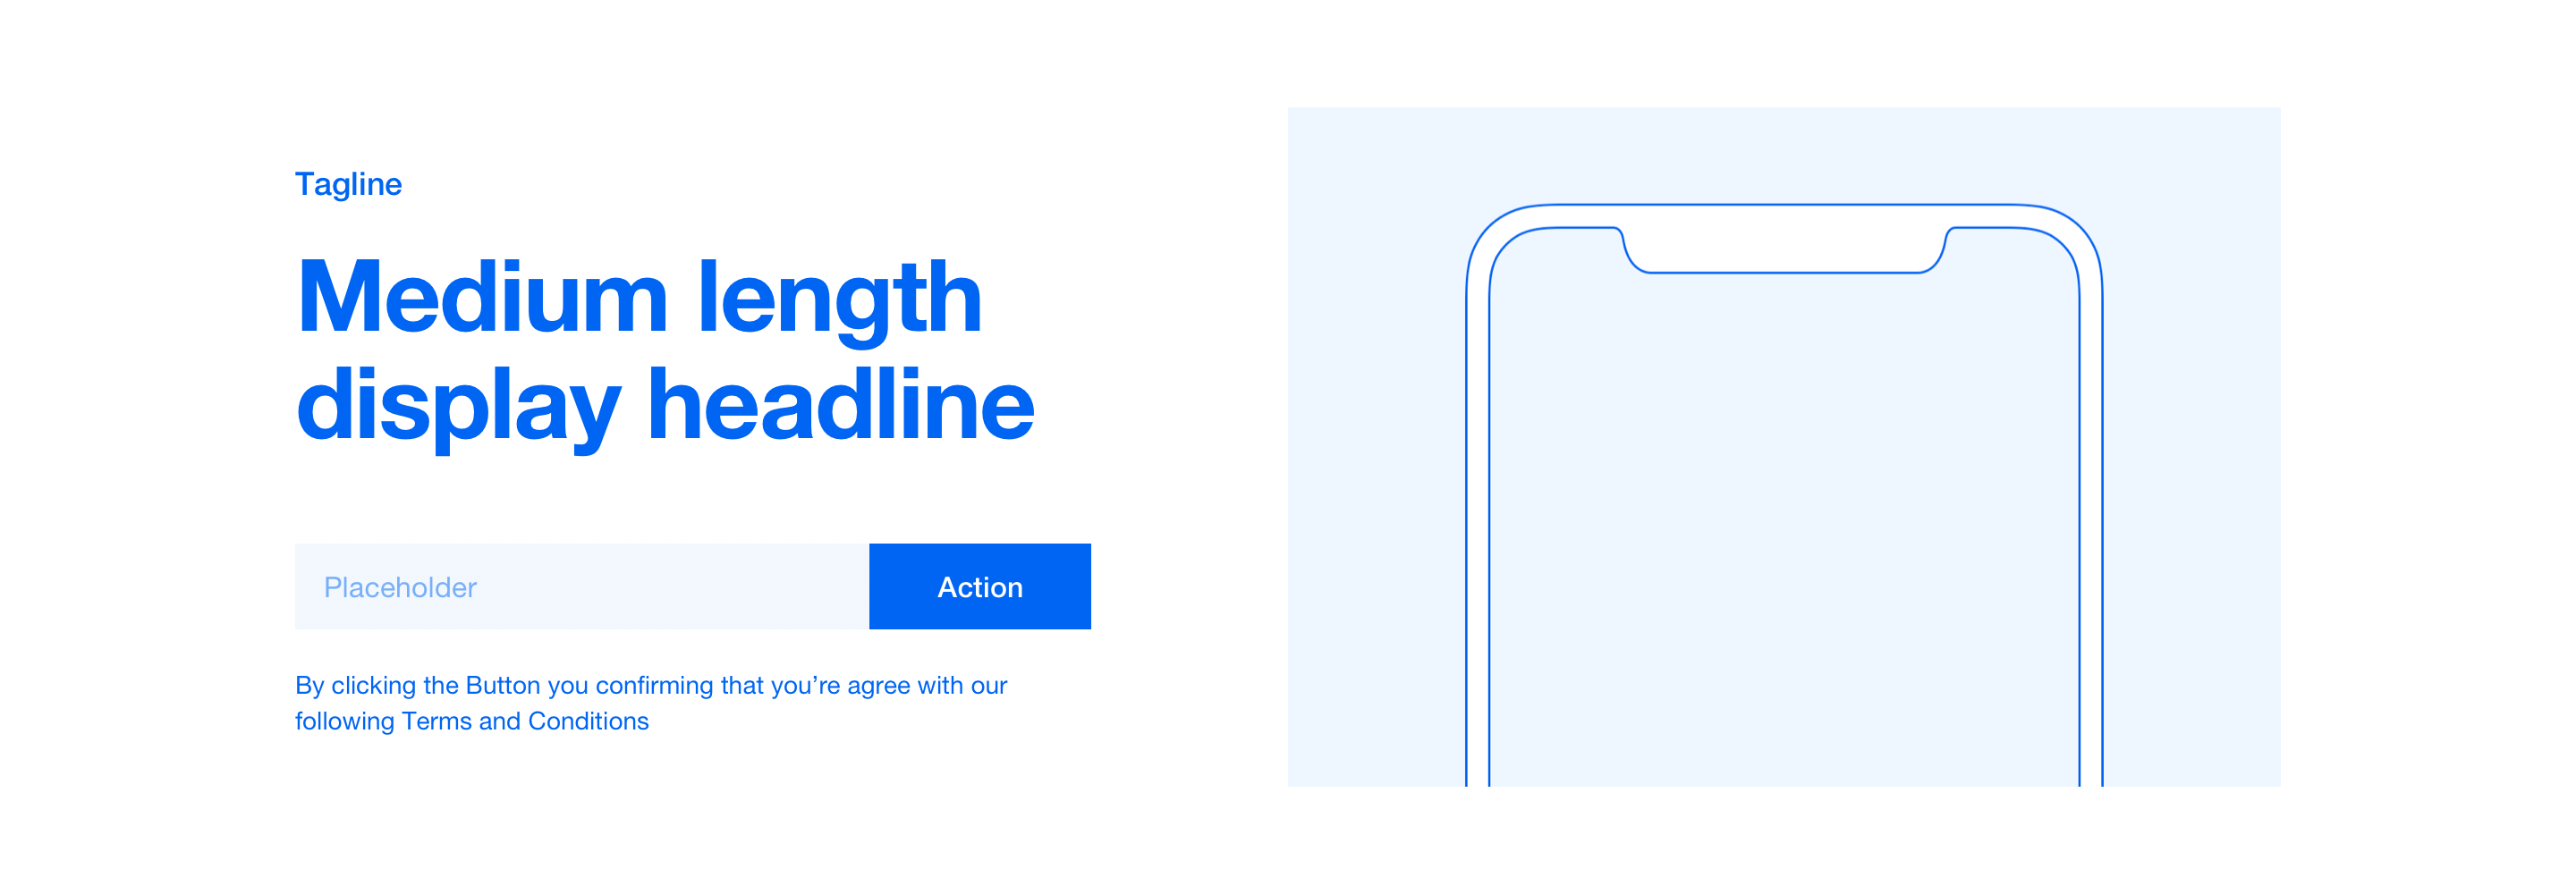 Tagline
Medium length
display headline
Placeholder
Action
By clicking the Button you confirming that you’re agree with our
following Terms and Conditions